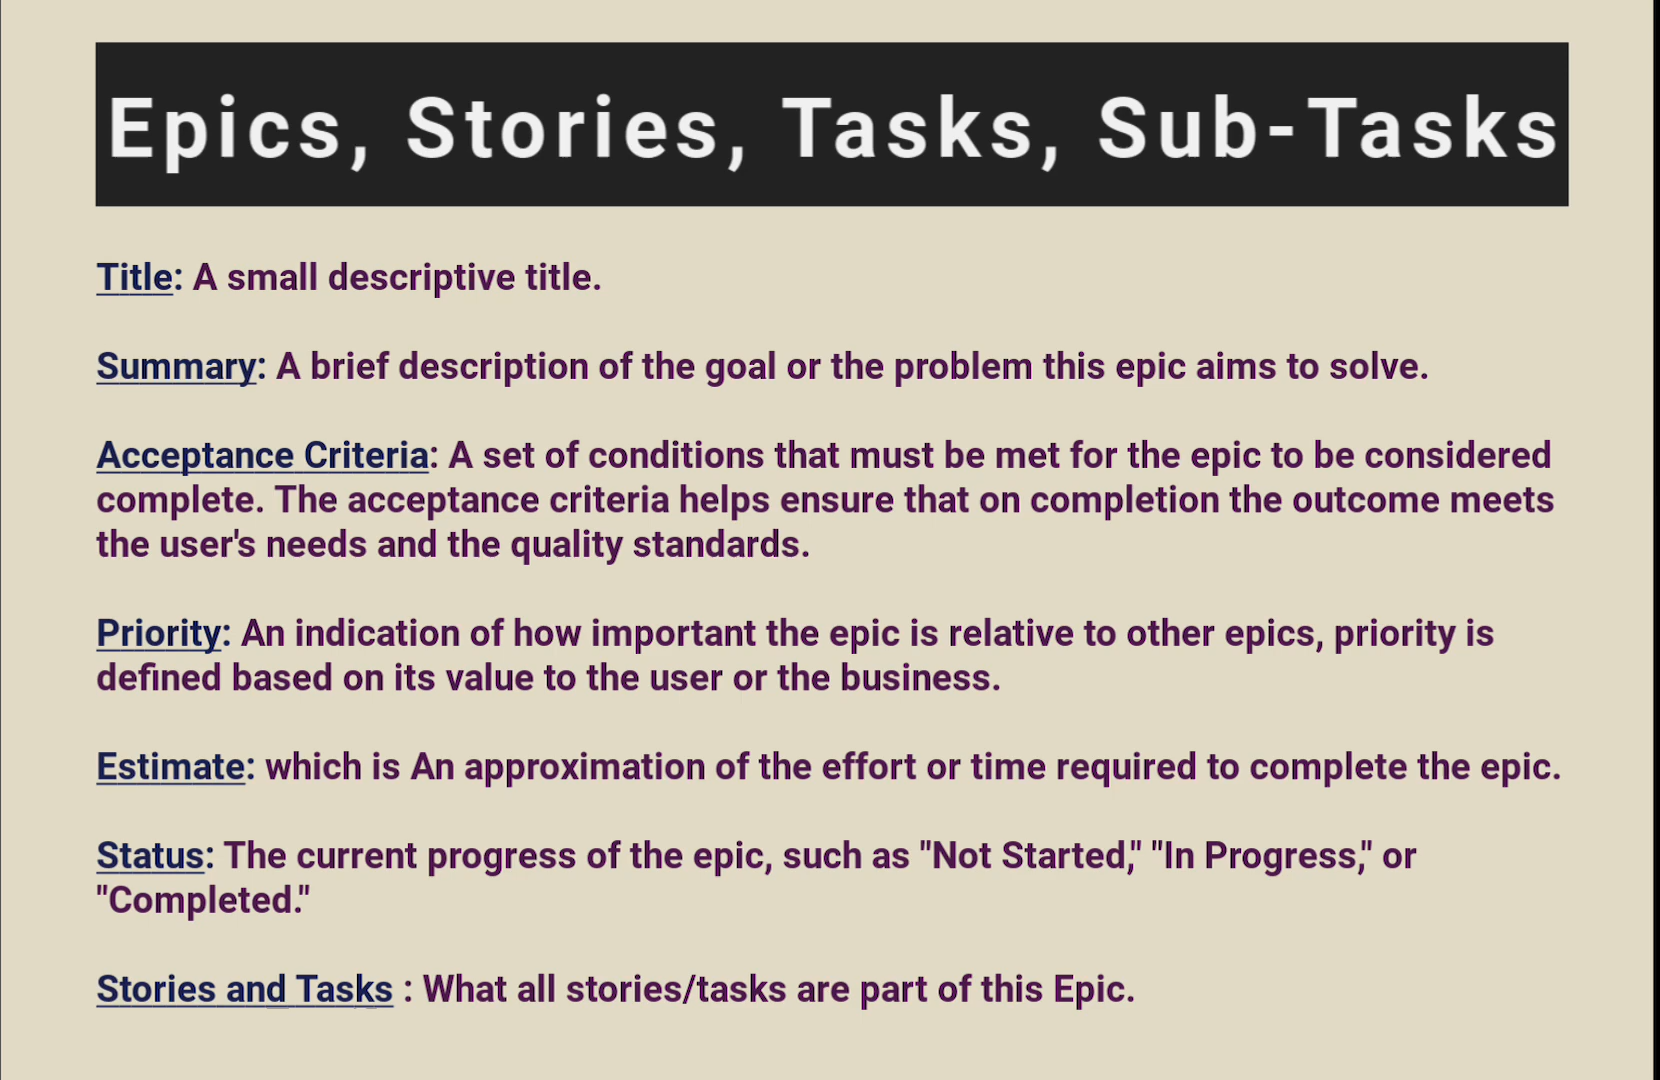 Epics, Stories, Tasks, Sub-Tasks
Title: A small descriptive title.
Summary: A brief description of the goal or the problem this epic aims to solve.
Acceptance Criteria: A set of conditions that must be met for the epic to be considered
complete. The acceptance criteria helps ensure that on completion the outcome meets
the user's needs and the quality standards.
Priority: An indication of how important the epic is relative to other epics, priority is
defined based on its value to the user or the business.
Estimate: which is An approximation of the effort or time required to complete the epic.
Status: The current progress of the epic, such as "Not Started," "In Progress," or
"Completed."
Stories and Tasks : What all stories/tasks are part of this Epic.